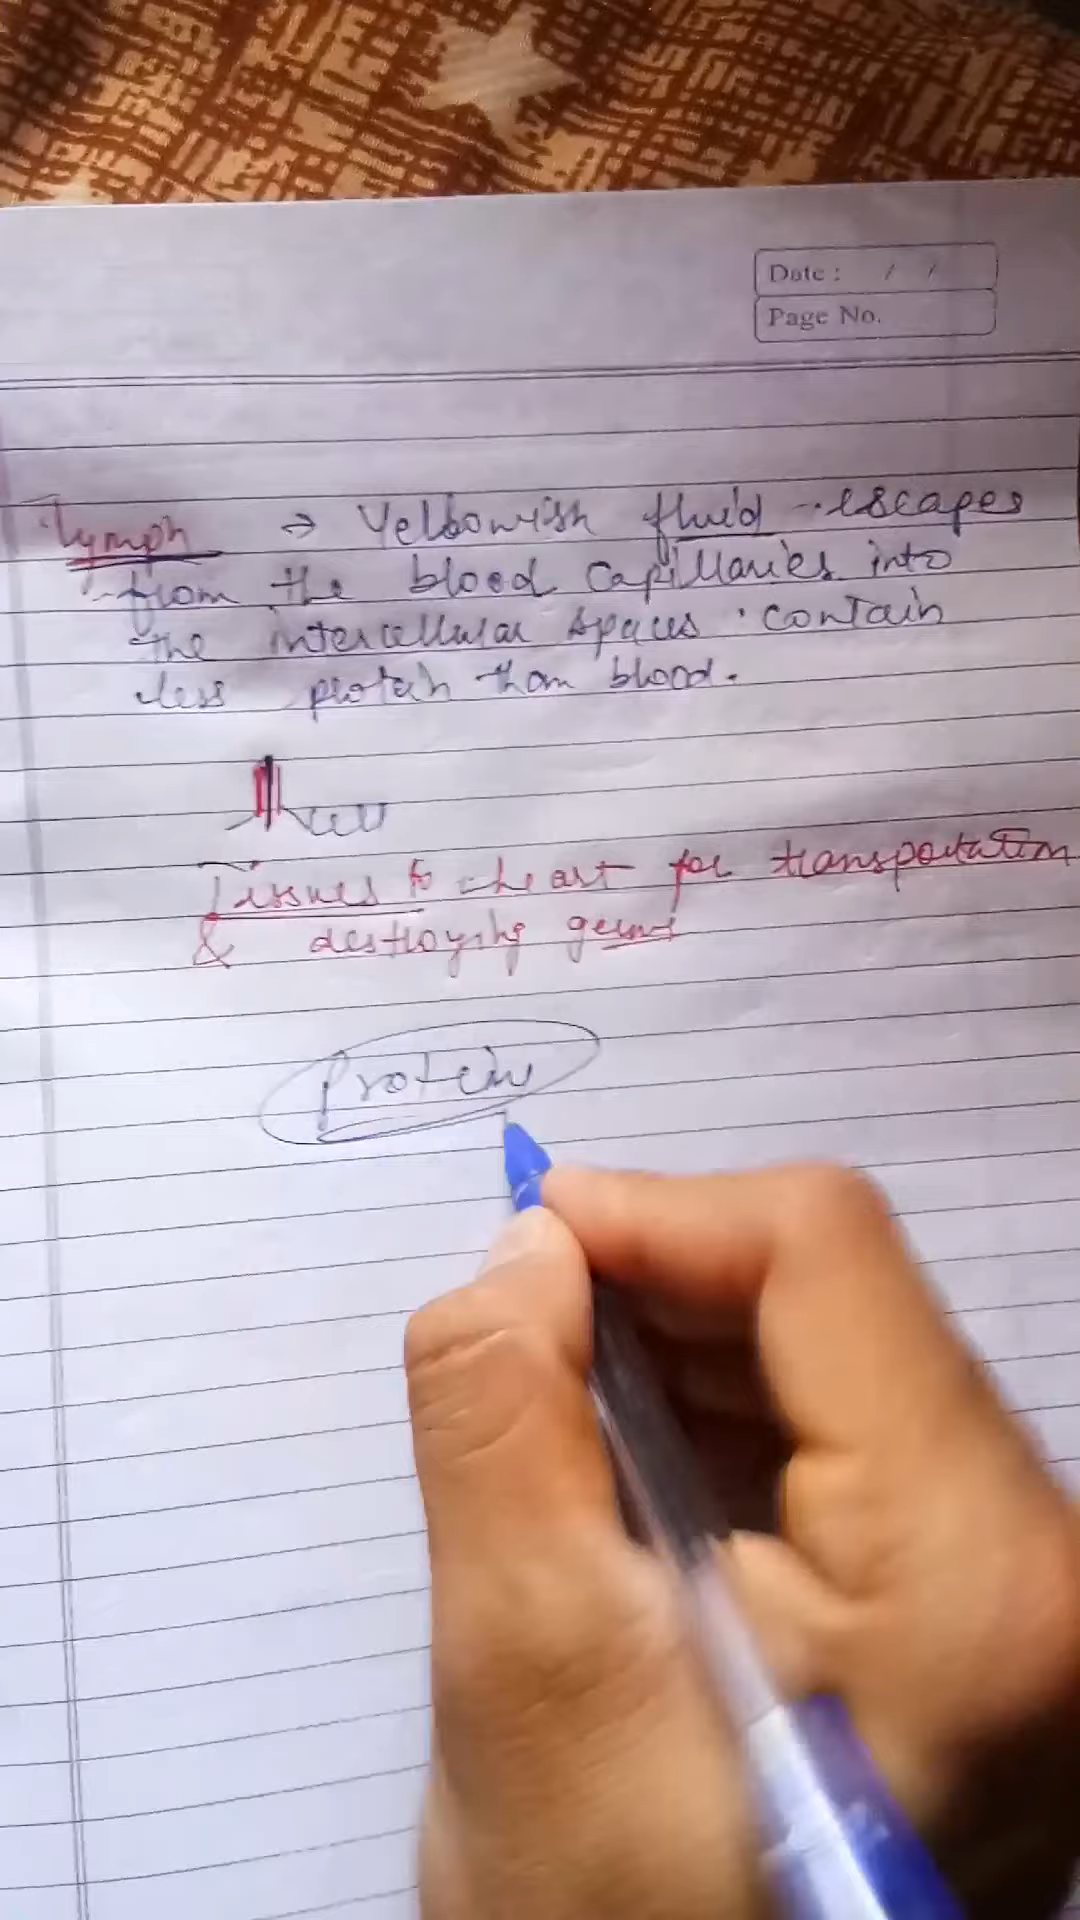 Date : / /
Page No.
Lymph → Yellowish fluid escapes
from the blood capillaries into
the intercellular spaces . contain
less protein than blood.
Tissues to heart for transportation
& destroying germs
Protein